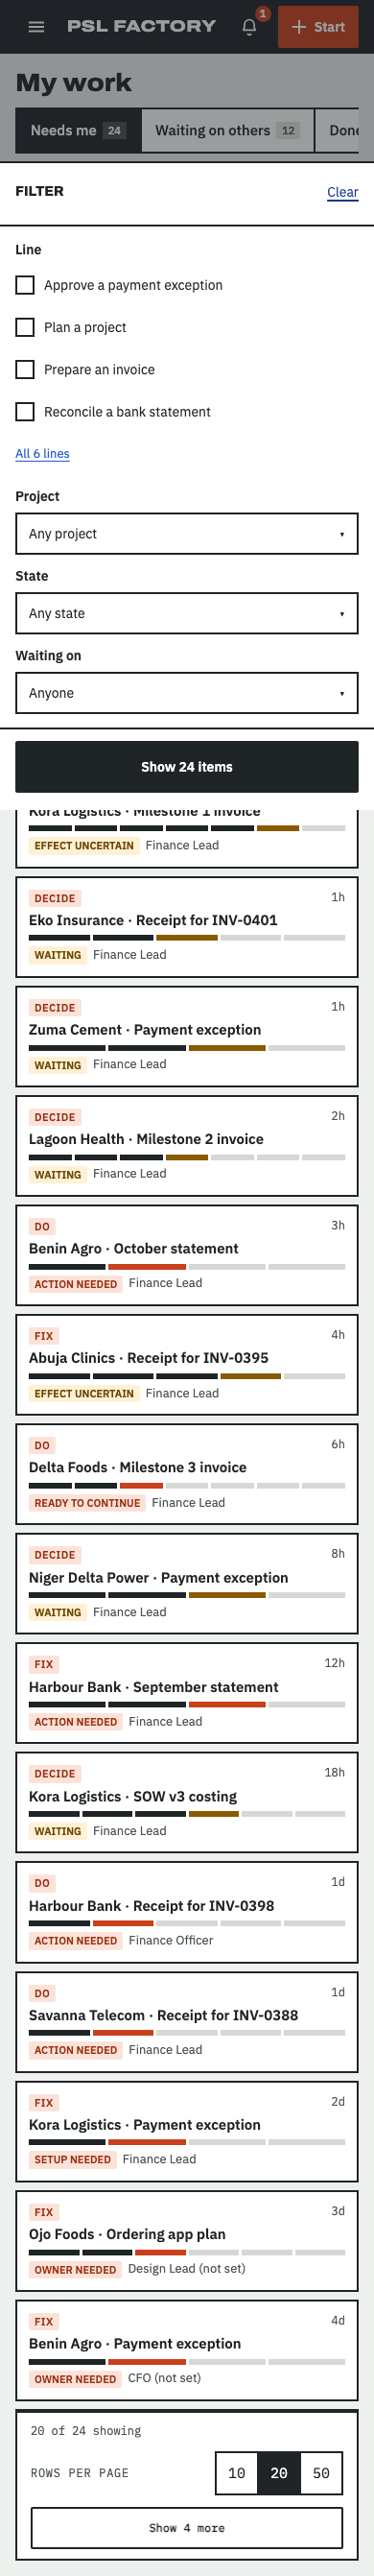 PSL FACTORY
1
Start
My work
Needs me 24
Waiting on others 12
Done
FILTER
Clear
Line
Approve a payment exception
Plan a project
Prepare an invoice
Reconcile a bank statement
All 6 lines
Project
Any project
State
Any state
Waiting on
Anyone
Show 24 items
Kora Logistics · Milestone 1 invoice
EFFECT UNCERTAIN Finance Lead
DECIDE 1h
Eko Insurance · Receipt for INV-0401
WAITING Finance Lead
DECIDE 1h
Zuma Cement · Payment exception
WAITING Finance Lead
DECIDE 2h
Lagoon Health · Milestone 2 invoice
WAITING Finance Lead
DO 3h
Benin Agro · October statement
ACTION NEEDED Finance Lead
FIX 4h
Abuja Clinics · Receipt for INV-0395
EFFECT UNCERTAIN Finance Lead
DO 6h
Delta Foods · Milestone 3 invoice
READY TO CONTINUE Finance Lead
DECIDE 8h
Niger Delta Power · Payment exception
WAITING Finance Lead
FIX 12h
Harbour Bank · September statement
ACTION NEEDED Finance Lead
DECIDE 18h
Kora Logistics · SOW v3 costing
WAITING Finance Lead
DO 1d
Harbour Bank · Receipt for INV-0398
ACTION NEEDED Finance Officer
DO 1d
Savanna Telecom · Receipt for INV-0388
ACTION NEEDED Finance Lead
FIX 2d
Kora Logistics · Payment exception
SETUP NEEDED Finance Lead
FIX 3d
Ojo Foods · Ordering app plan
OWNER NEEDED Design Lead (not set)
FIX 4d
Benin Agro · Payment exception
OWNER NEEDED CFO (not set)
20 of 24 showing
ROWS PER PAGE 10 20 50
Show 4 more